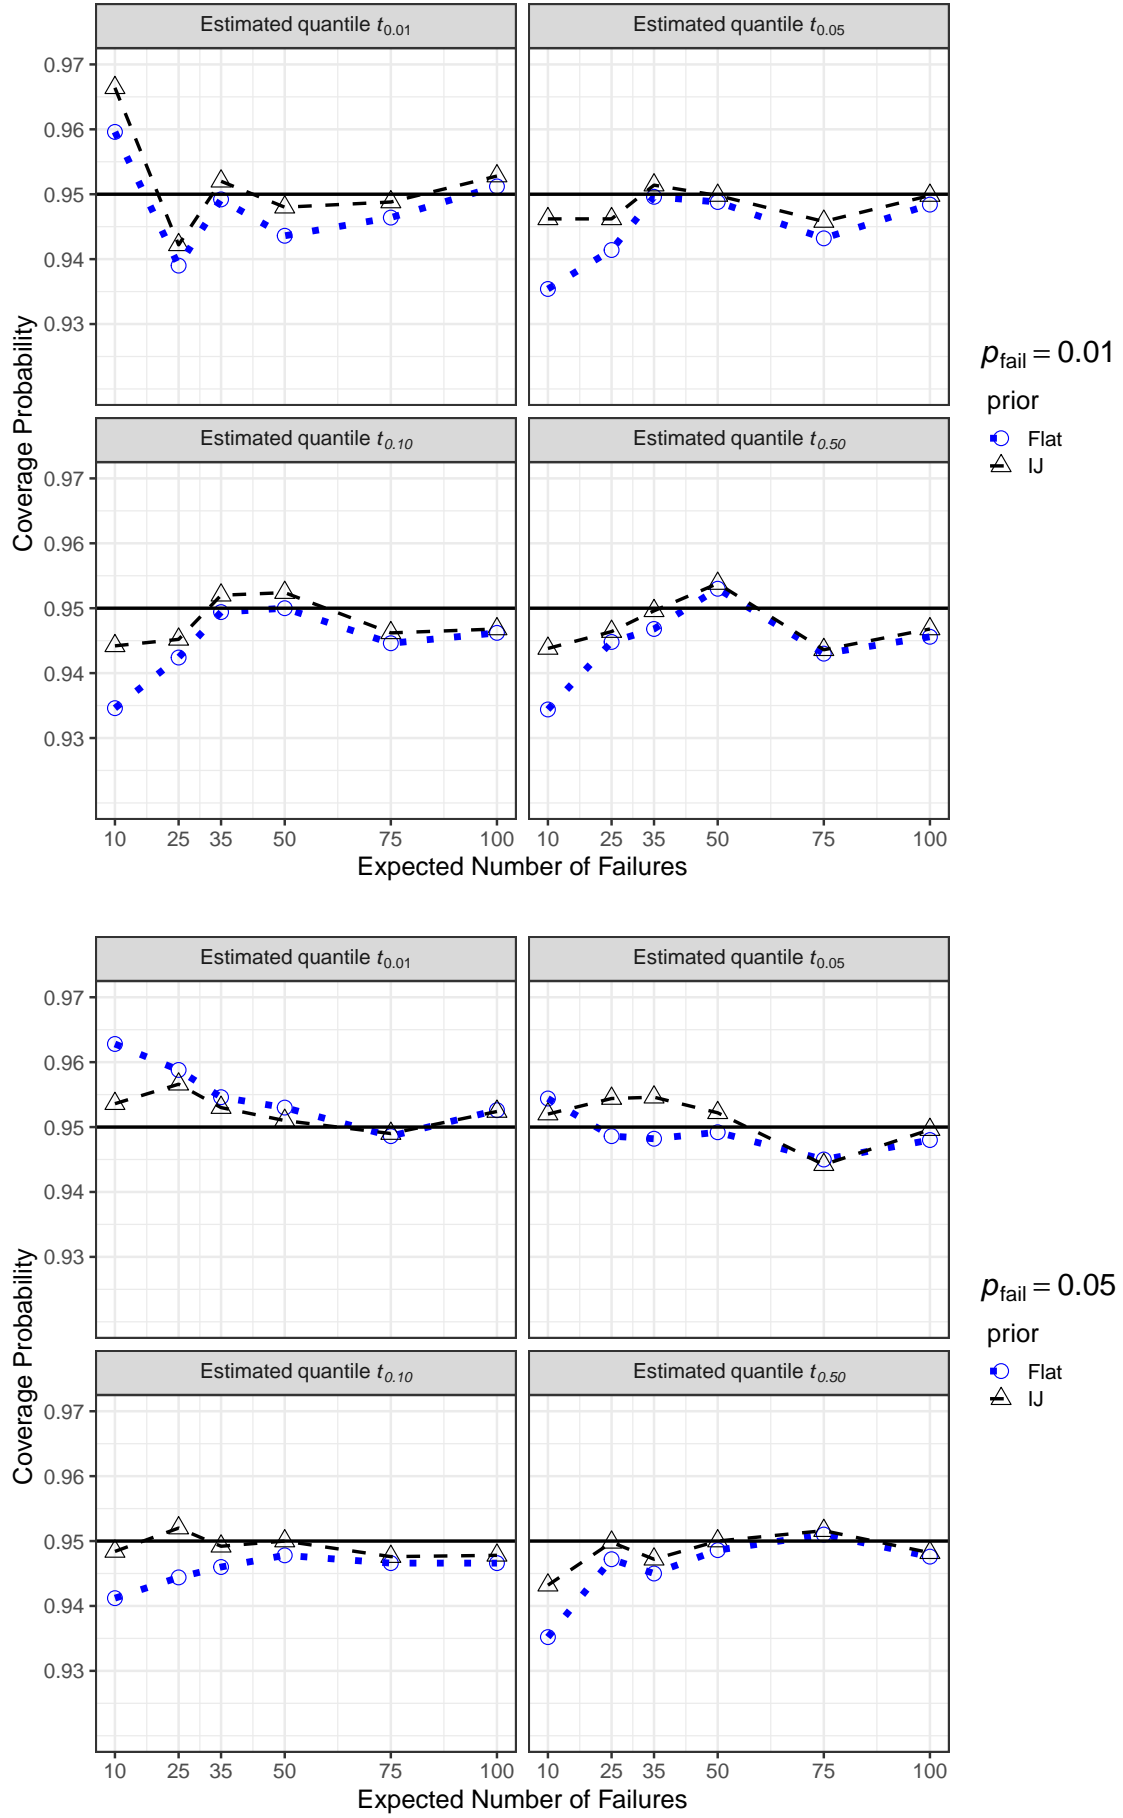 Estimated quantile t0.01
Estimated quantile t0.05
0.97
0.96
0.95
0.94
0.93
Estimated quantile t0.10
Estimated quantile t0.50
0.97
0.96
0.95
0.94
0.93
10 25 35 50 75 100
10 25 35 50 75 100
Expected Number of Failures
Coverage Probability
pfail = 0.01
prior
Flat
IJ
Estimated quantile t0.01
Estimated quantile t0.05
0.97
0.96
0.95
0.94
0.93
Estimated quantile t0.10
Estimated quantile t0.50
0.97
0.96
0.95
0.94
0.93
10 25 35 50 75 100
10 25 35 50 75 100
Expected Number of Failures
Coverage Probability
pfail = 0.05
prior
Flat
IJ